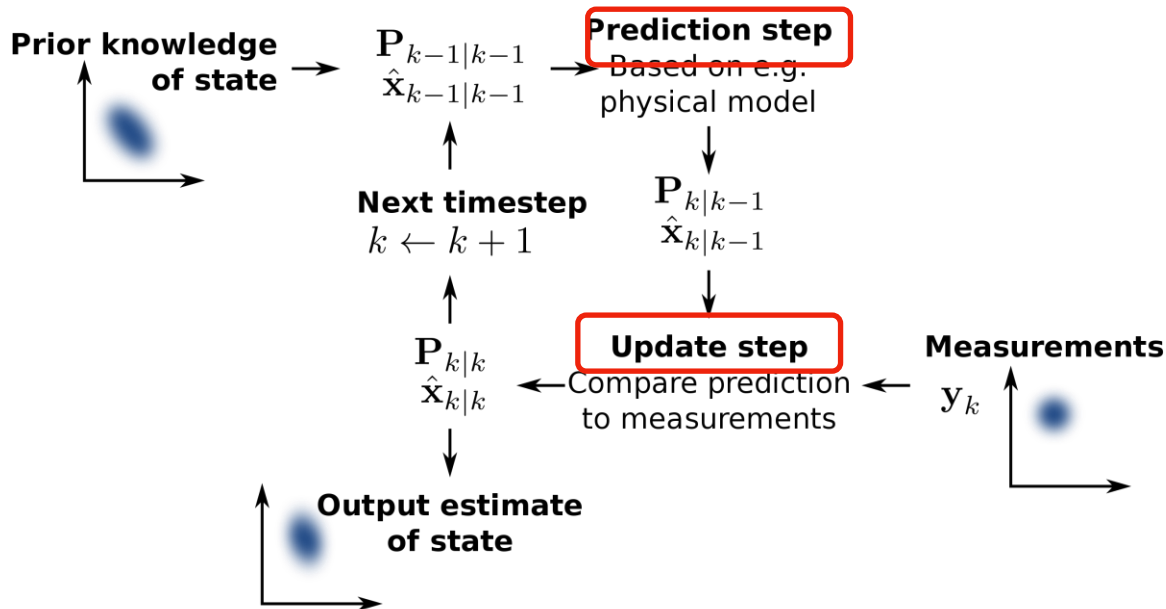 Prior knowledge
of state
P_{k−1|k−1}
x̂_{k−1|k−1}
Prediction step
Based on e.g.
physical model
P_{k|k−1}
x̂_{k|k−1}
Next timestep
k ← k + 1
Update step
Compare prediction
to measurements
Measurements
y_k
P_{k|k}
x̂_{k|k}
Output estimate
of state